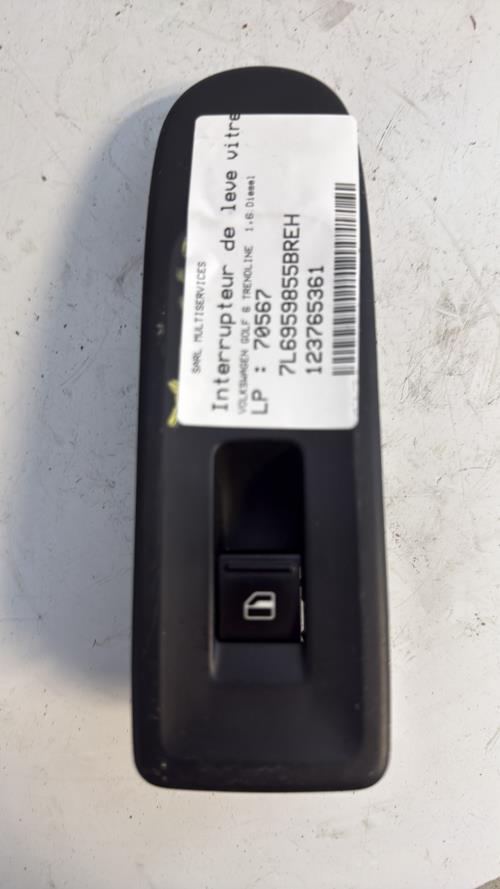 SARL MULTISERVICES
Interrupteur de leve vitre
VOLKSWAGEN GOLF 6 TRENDLINE 1.6 Diesel
LP : 70567
7L6959855BREH
123765361